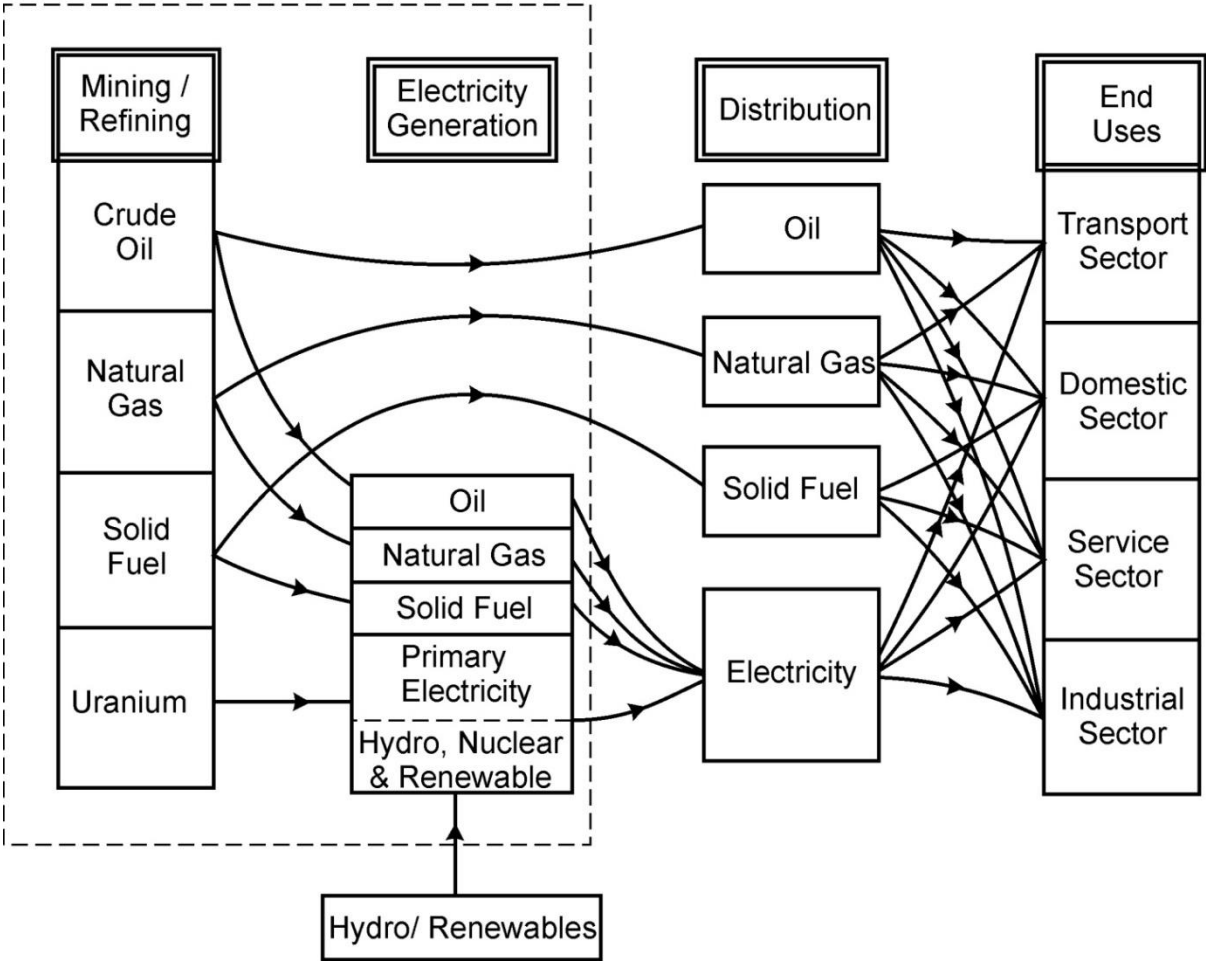 Mining /
Refining
Crude
Oil
Natural
Gas
Solid
Fuel
Uranium
Electricity
Generation
Oil
Natural Gas
Solid Fuel
Primary
Electricity
Hydro, Nuclear
& Renewable
Hydro/ Renewables
Distribution
Oil
Natural Gas
Solid Fuel
Electricity
End
Uses
Transport
Sector
Domestic
Sector
Service
Sector
Industrial
Sector